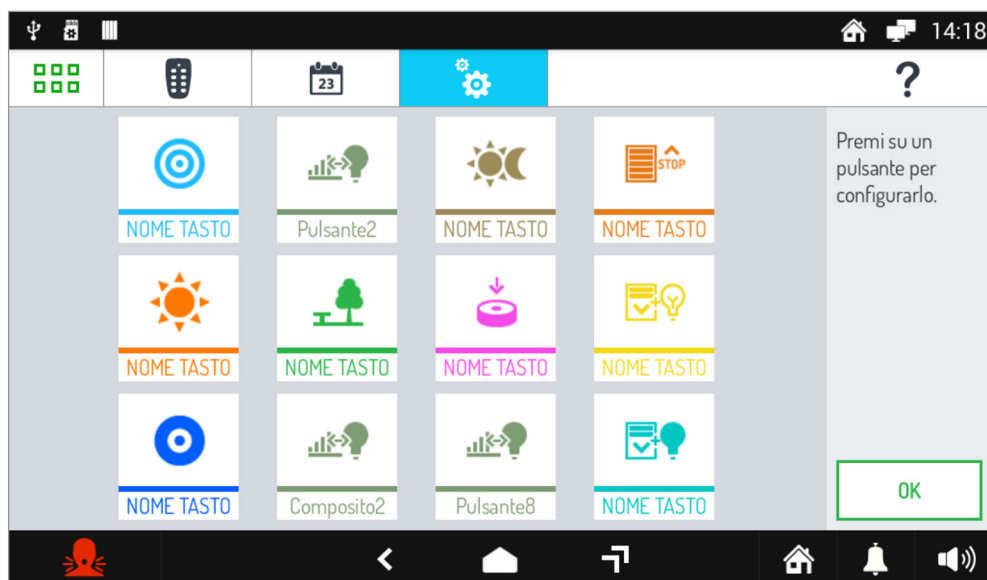 14:18
23
?
STOP
NOME TASTO
Pulsante2
NOME TASTO
NOME TASTO
NOME TASTO
NOME TASTO
NOME TASTO
NOME TASTO
NOME TASTO
Composito2
Pulsante8
NOME TASTO
Premi su un
pulsante per
configurarlo.
OK